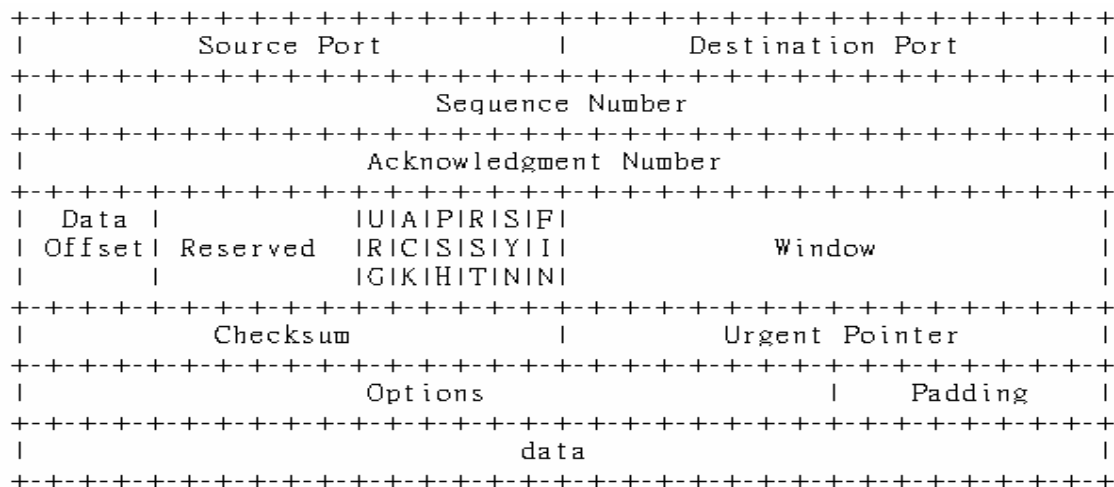 +-+-+-+-+-+-+-+-+-+-+-+-+-+-+-+-+-+-+-+-+-+-+-+-+-+-+-+-+-+-+-+-+
|          Source Port          |       Destination Port        |
+-+-+-+-+-+-+-+-+-+-+-+-+-+-+-+-+-+-+-+-+-+-+-+-+-+-+-+-+-+-+-+-+
|                        Sequence Number                        |
+-+-+-+-+-+-+-+-+-+-+-+-+-+-+-+-+-+-+-+-+-+-+-+-+-+-+-+-+-+-+-+-+
|                    Acknowledgment Number                      |
+-+-+-+-+-+-+-+-+-+-+-+-+-+-+-+-+-+-+-+-+-+-+-+-+-+-+-+-+-+-+-+-+
|  Data |           |U|A|P|R|S|F|                               |
| Offset| Reserved  |R|C|S|S|Y|I|            Window             |
|       |           |G|K|H|T|N|N|                               |
+-+-+-+-+-+-+-+-+-+-+-+-+-+-+-+-+-+-+-+-+-+-+-+-+-+-+-+-+-+-+-+-+
|           Checksum            |         Urgent Pointer        |
+-+-+-+-+-+-+-+-+-+-+-+-+-+-+-+-+-+-+-+-+-+-+-+-+-+-+-+-+-+-+-+-+
|                    Options                    |    Padding    |
+-+-+-+-+-+-+-+-+-+-+-+-+-+-+-+-+-+-+-+-+-+-+-+-+-+-+-+-+-+-+-+-+
|                             data                              |
+-+-+-+-+-+-+-+-+-+-+-+-+-+-+-+-+-+-+-+-+-+-+-+-+-+-+-+-+-+-+-+-+